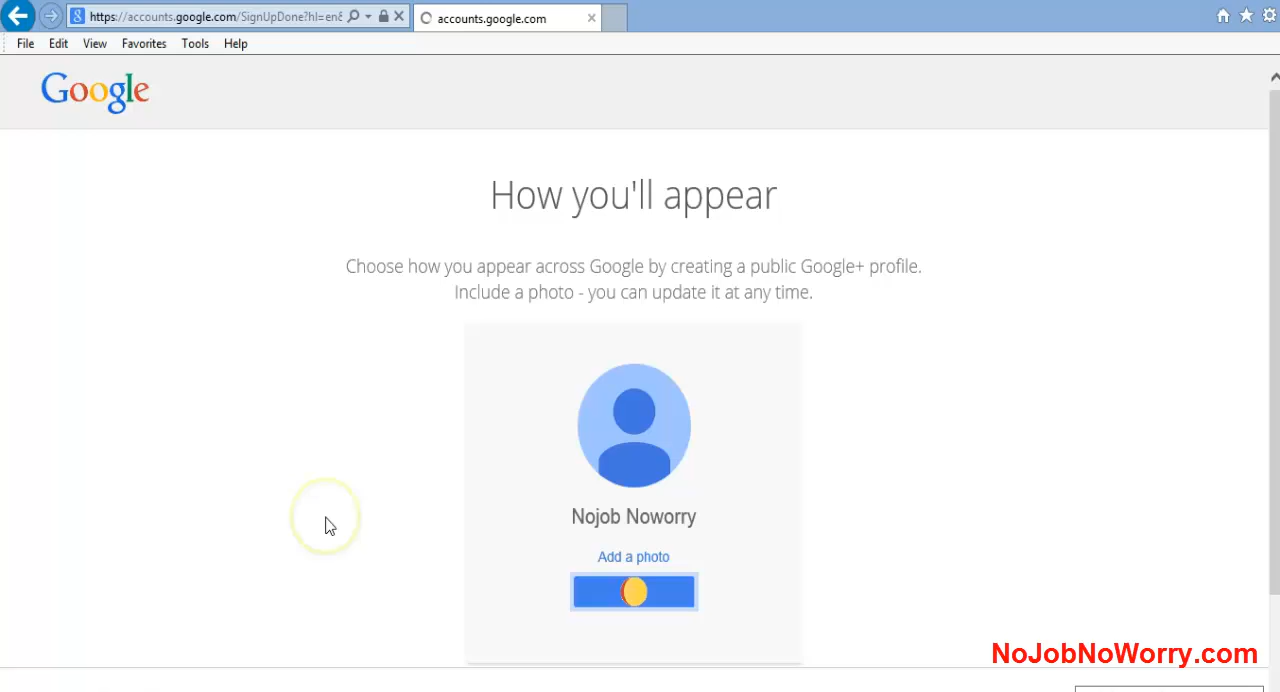 https://accounts.google.com/SignUpDone?hl=en&
accounts.google.com
File Edit View Favorites Tools Help
Google
How you'll appear
Choose how you appear across Google by creating a public Google+ profile.
Include a photo - you can update it at any time.
Nojob Noworry
Add a photo
NoJobNoWorry.com